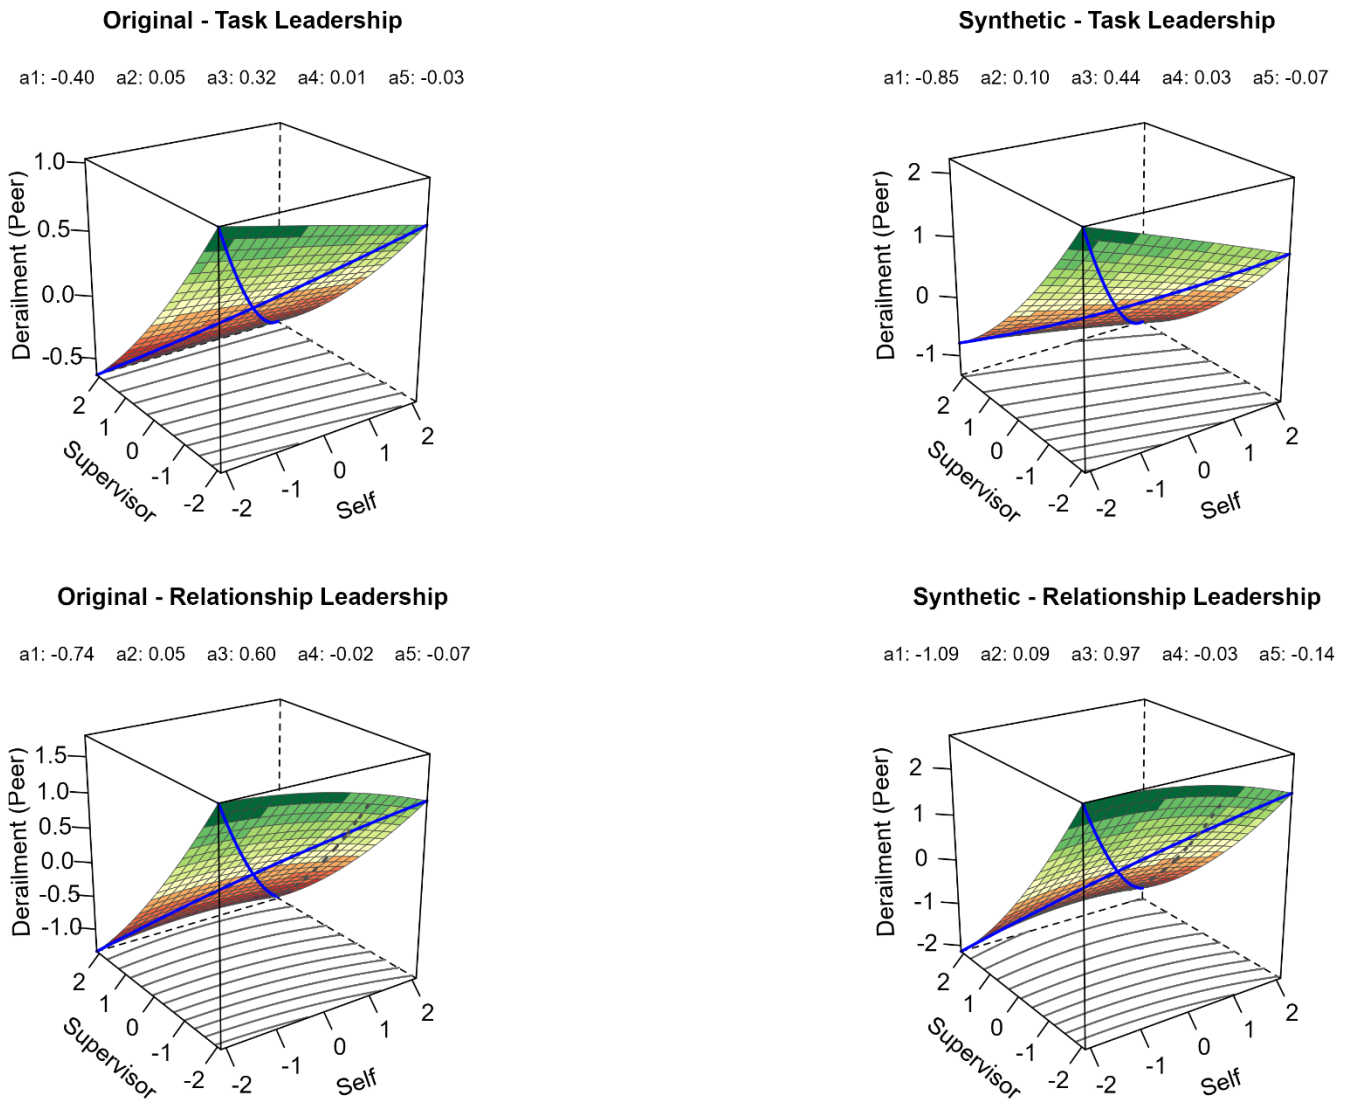 Original - Task Leadership
a1: -0.40 a2: 0.05 a3: 0.32 a4: 0.01 a5: -0.03
Derailment (Peer)
1.0
0.5
0.0
-0.5
2
1
0
-1
-2
Supervisor
-2
-1
0
1
2
Self
Synthetic - Task Leadership
a1: -0.85 a2: 0.10 a3: 0.44 a4: 0.03 a5: -0.07
Derailment (Peer)
2
1
0
-1
2
1
0
-1
-2
Supervisor
-2
-1
0
1
2
Self
Original - Relationship Leadership
a1: -0.74 a2: 0.05 a3: 0.60 a4: -0.02 a5: -0.07
Derailment (Peer)
1.5
1.0
0.5
0.0
-0.5
-1.0
2
1
0
-1
-2
Supervisor
-2
-1
0
1
2
Self
Synthetic - Relationship Leadership
a1: -1.09 a2: 0.09 a3: 0.97 a4: -0.03 a5: -0.14
Derailment (Peer)
2
1
0
-1
-2
2
1
0
-1
-2
Supervisor
-2
-1
0
1
2
Self